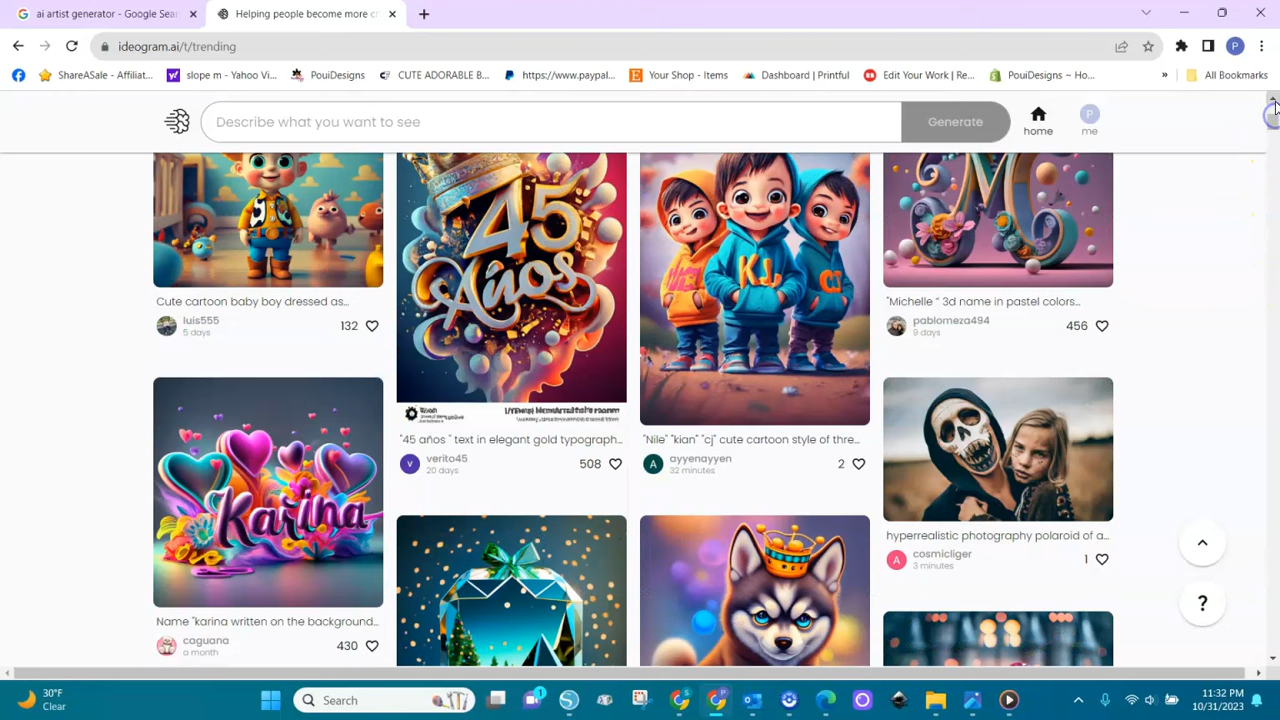 ai artist generator - Google Sear
Helping people become more cr
ideogram.ai/t/trending
P
ShareASale - Affiliat...
slope m - Yahoo Vi...
PouiDesigns
CUTE ADORABLE B...
https://www.paypal...
Your Shop - Items
Dashboard | Printful
Edit Your Work | Re...
PouiDesigns ~ Ho...
»
All Bookmarks
Describe what you want to see
Generate
home
P
me
45
Años
KL
CJ
M
Cute cartoon baby boy dressed as...
luis555
5 days
132
"Michelle “ 3d name in pastel colors...
pablomeza494
9 days
456
"45 años " text in elegant gold typograph...
V
verito45
20 days
508
"Nile" "kian" "cj" cute cartoon style of thre...
A
ayyenayyen
32 minutes
2
Karina
hyperrealistic photography polaroid of a...
A
cosmicliger
3 minutes
1
?
Name "karina written on the background...
caguana
a month
430
30°F
Clear
Search
1
11:32 PM
10/31/2023